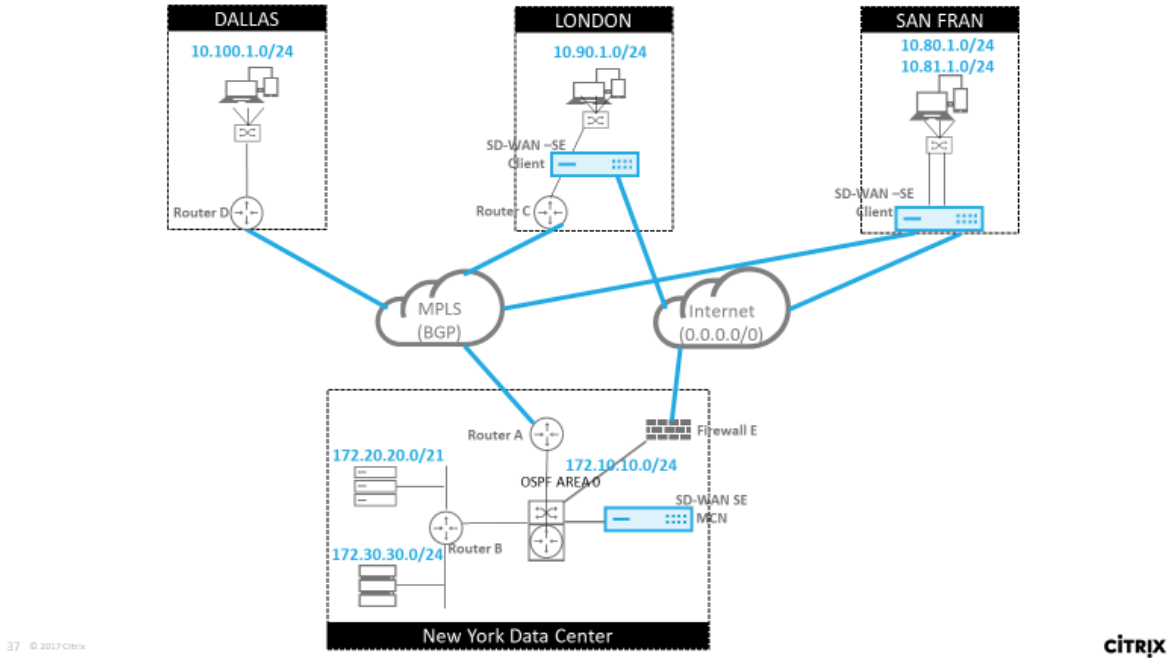 DALLAS
10.100.1.0/24
Router D
LONDON
10.90.1.0/24
SD-WAN –SE
Client
Router C
SAN FRAN
10.80.1.0/24
10.81.1.0/24
SD-WAN –SE
Client
MPLS
(BGP)
Internet
(0.0.0.0/0)
Router A
Firewall E
172.20.20.0/21
172.10.10.0/24
OSPF AREA 0
SD-WAN SE
MCN
Router B
172.30.30.0/24
New York Data Center
37 © 2017 Citrix
CITRIX